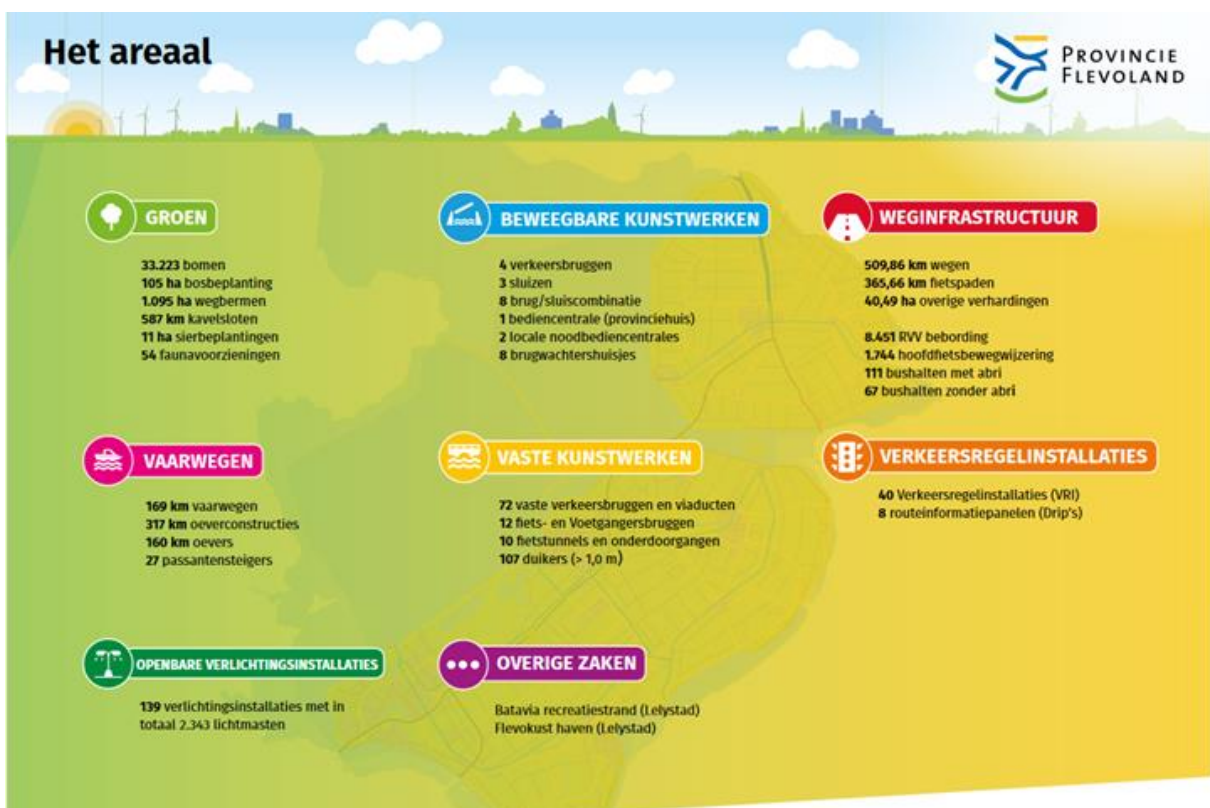 Het areaal
PROVINCIE
FLEVOLAND
GROEN
33.223 bomen
105 ha bosbeplanting
1.095 ha wegbermen
587 km kavelsloten
11 ha sierbeplantingen
54 faunavoorzieningen
BEWEEGBARE KUNSTWERKEN
4 verkeersbruggen
3 sluizen
8 brug/sluiscombinatie
1 bediencentrale (provinciehuis)
2 locale noodbediencentrales
8 brugwachtershuisjes
WEGINFRASTRUCTUUR
509,86 km wegen
365,66 km fietspaden
40,49 ha overige verhardingen
8.451 RVV bebording
1.744 hoofdfietsbewegwijzering
111 bushalten met abri
67 bushalten zonder abri
VAARWEGEN
169 km vaarwegen
317 km oeverconstructies
160 km oevers
27 passantensteigers
VASTE KUNSTWERKEN
72 vaste verkeersbruggen en viaducten
12 fiets- en Voetgangersbruggen
10 fietstunnels en onderdoorgangen
107 duikers (> 1,0 m)
VERKEERSREGELINSTALLATIES
40 Verkeersregelinstallaties (VRI)
8 routeinformatiepanelen (Drip's)
OPENBARE VERLICHTINGSINSTALLATIES
139 verlichtingsinstallaties met in
totaal 2.343 lichtmasten
OVERIGE ZAKEN
Batavia recreatiestrand (Lelystad)
Flevokust haven (Lelystad)